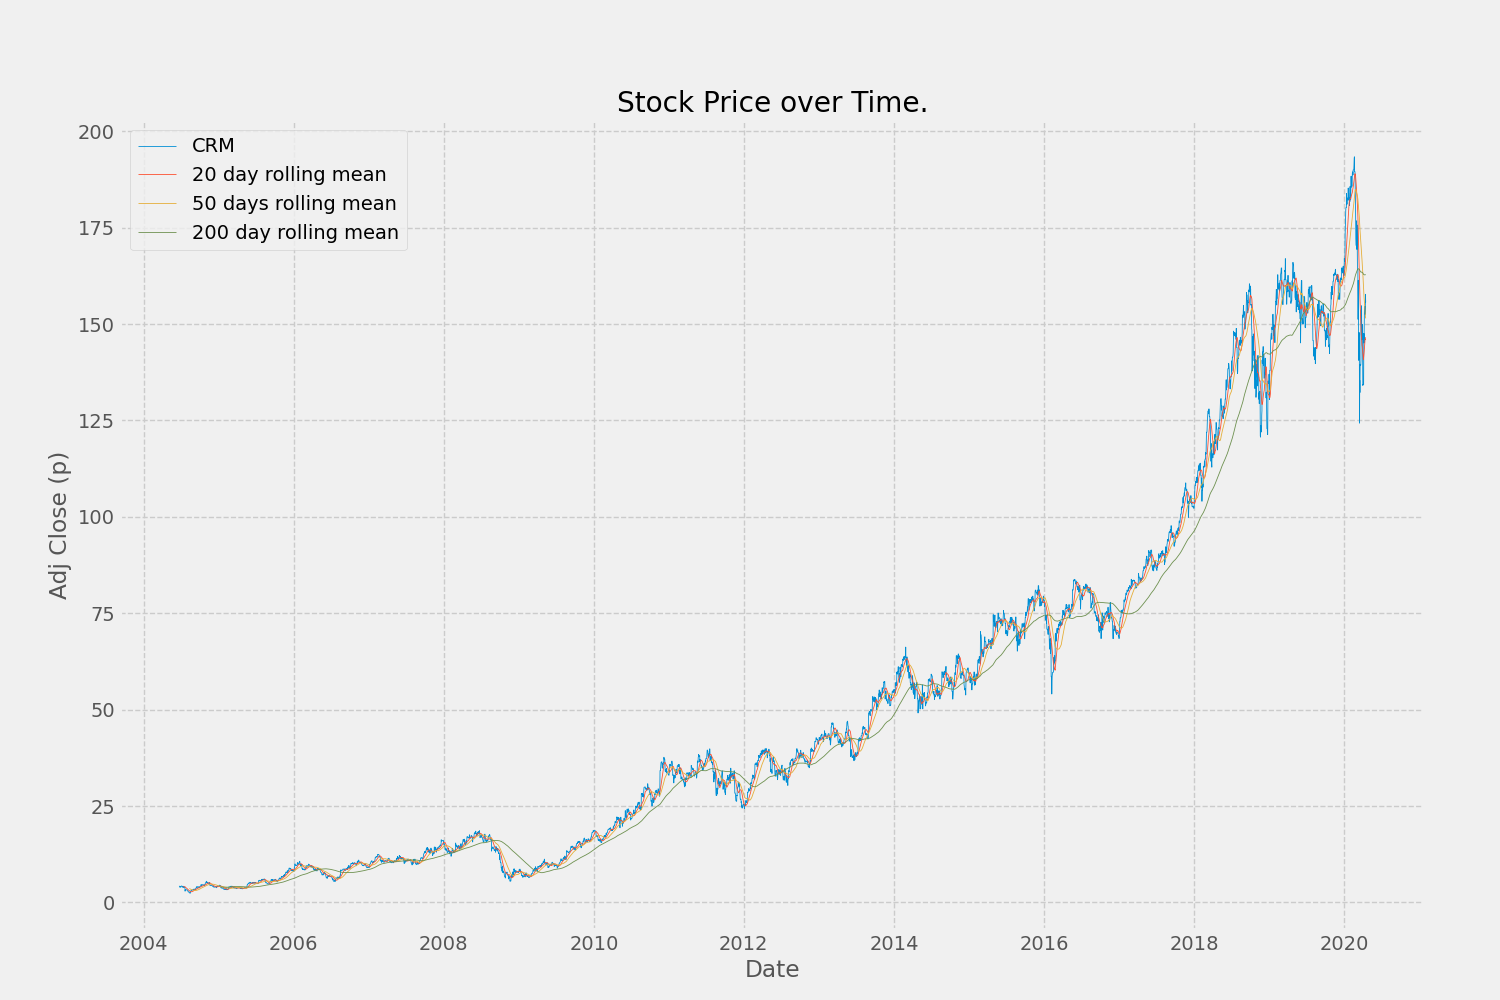 Stock Price over Time.
CRM
20 day rolling mean
50 days rolling mean
200 day rolling mean
200
175
150
125
100
75
50
25
0
Adj Close (p)
2004 2006 2008 2010 2012 2014 2016 2018 2020
Date